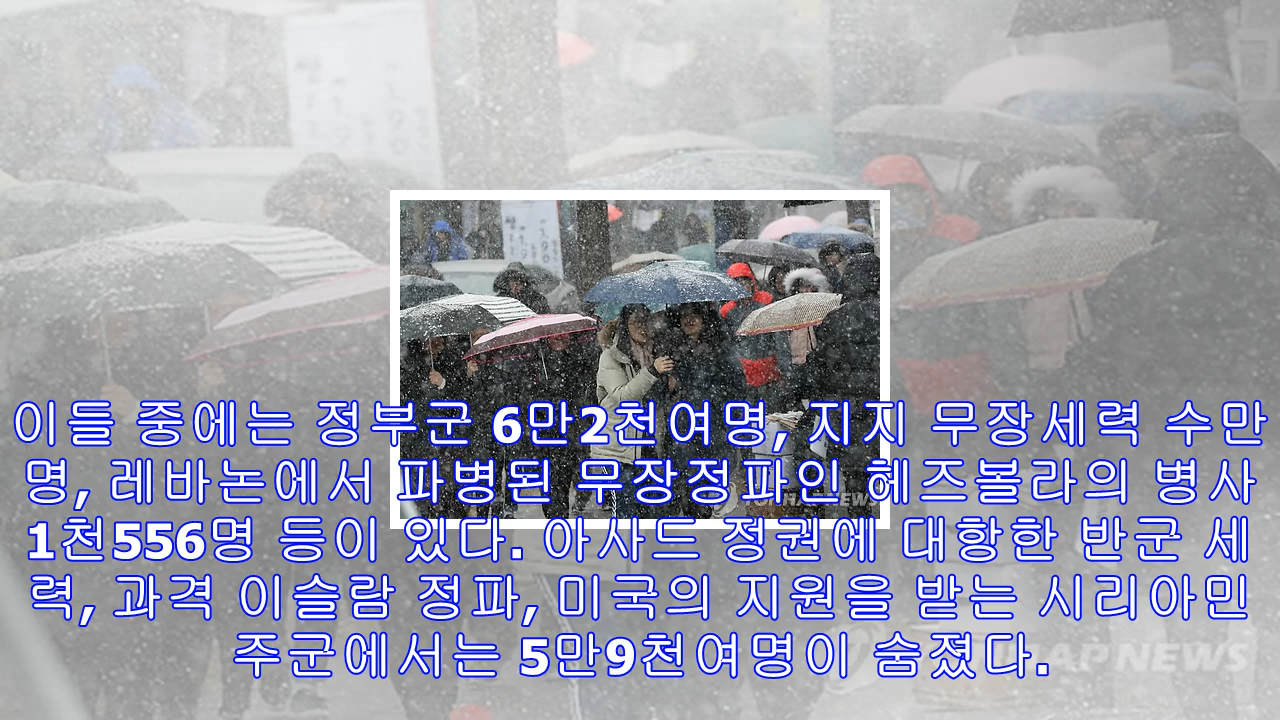 이들 중에는 정부군 6만2천여명, 지지 무장세력 수만
명, 레바논에서 파병된 무장정파인 헤즈볼라의 병사
1천556명 등이 있다. 아사드 정권에 대항한 반군 세
력, 과격 이슬람 정파, 미국의 지원을 받는 시리아민
주군에서는 5만9천여명이 숨졌다.